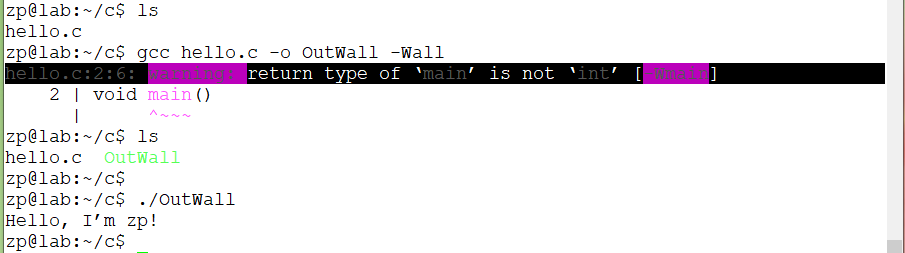 zp@lab:~/c$ ls
hello.c
zp@lab:~/c$ gcc hello.c -o OutWall -Wall
hello.c:2:6: warning: return type of ‘main’ is not ‘int’ [-Wmain]
    2 | void main()
      |      ^~~~
zp@lab:~/c$ ls
hello.c  OutWall
zp@lab:~/c$
zp@lab:~/c$ ./OutWall
Hello, I’m zp!
zp@lab:~/c$